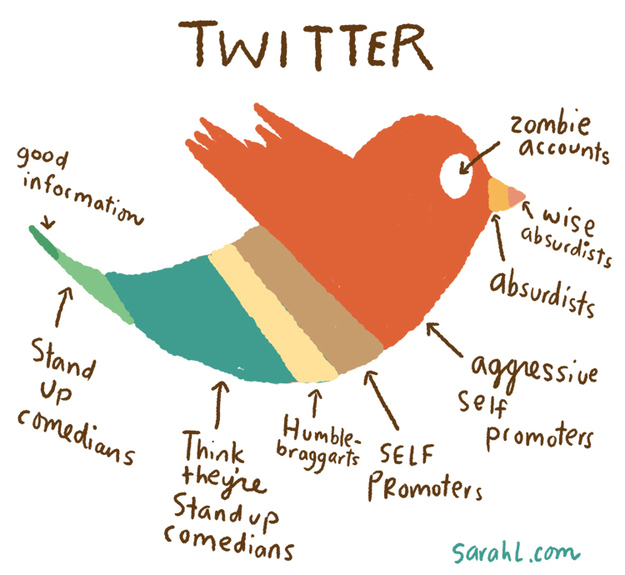 TWITTER
zombie
accounts
good
information
wise
absurdists
absurdists
aggressive
self
promoters
Stand
up
comedians
Humble-
braggarts
SELF
PROMOTERS
Think
they're
Stand up
comedians
sarahl.com